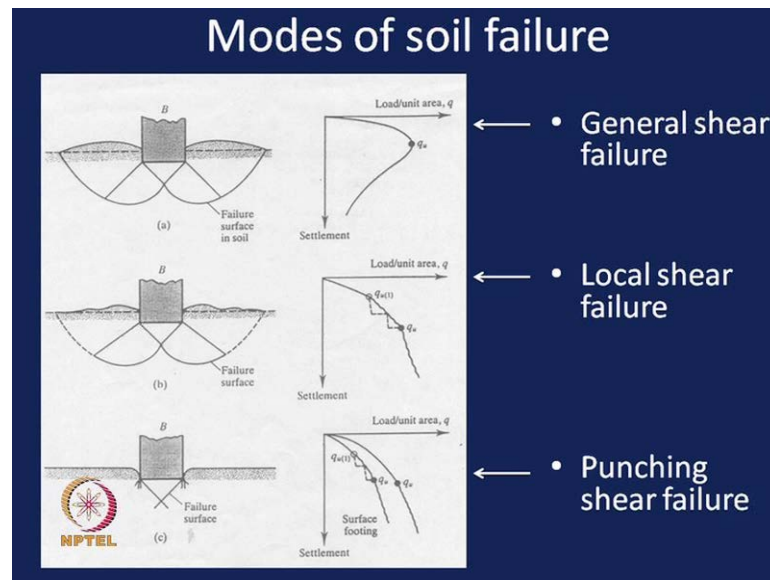 Modes of soil failure
B
Load/unit area, q
qu
Failure
surface
in soil
(a)
Settlement
• General shear
failure
B
Load/unit area, q
qu(1)
qu
Failure
surface
(b)
Settlement
• Local shear
failure
B
Load/unit area, q
qu(1)
qu
qu
Failure
surface
Surface
footing
(c)
Settlement
• Punching
shear failure
NPTEL